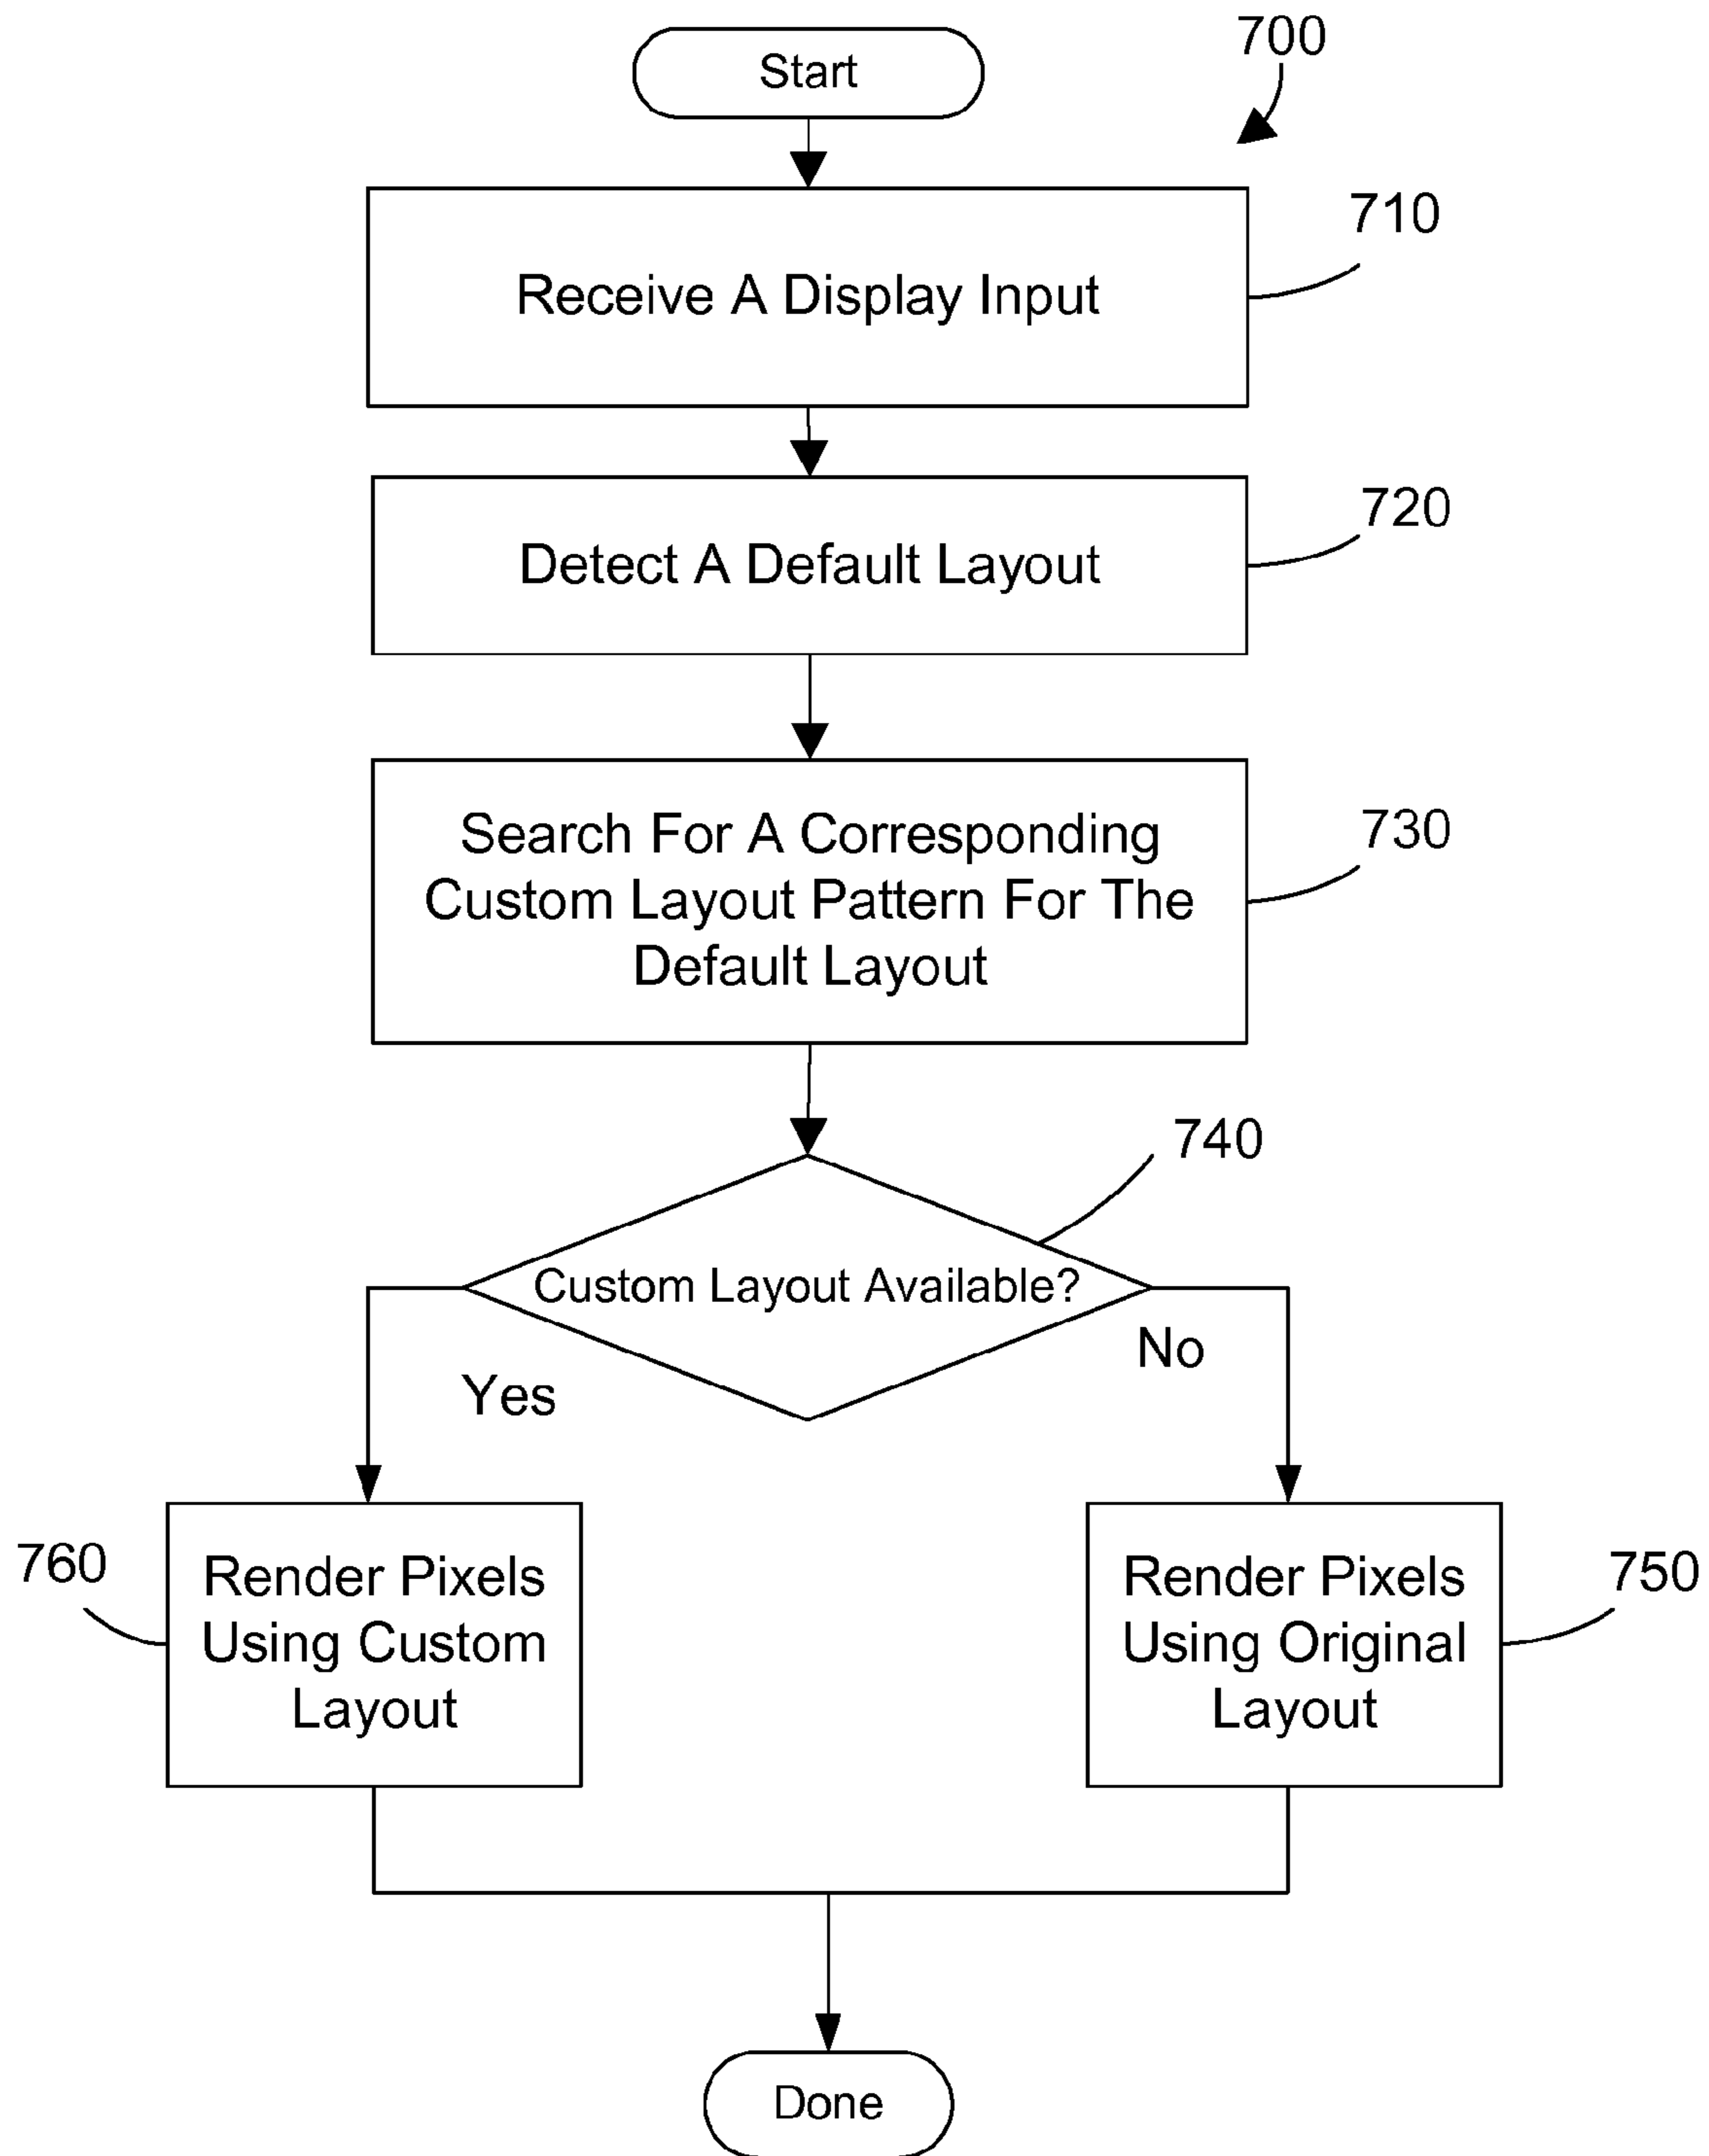 Start
700
Receive A Display Input
710
Detect A Default Layout
720
Search For A Corresponding
Custom Layout Pattern For The
Default Layout
730
740
Custom Layout Available?
Yes
No
760
Render Pixels
Using Custom
Layout
Render Pixels
Using Original
Layout
750
Done